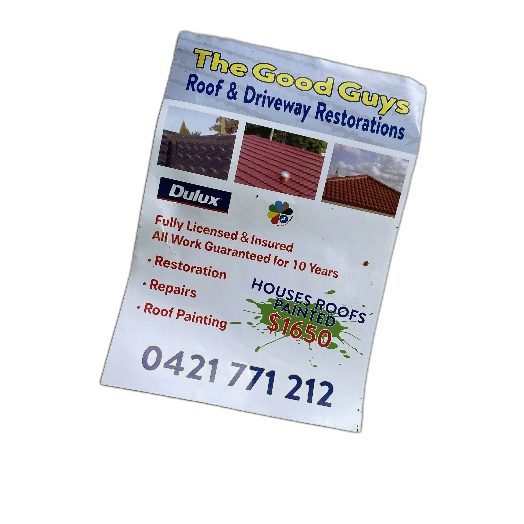 The Good Guys
Roof & Driveway Restorations
Dulux
Fully Licensed & Insured
All Work Guaranteed for 10 Years
• Restoration
• Repairs
• Roof Painting
HOUSES ROOFS
PAINTED
$1650
0421 771 212